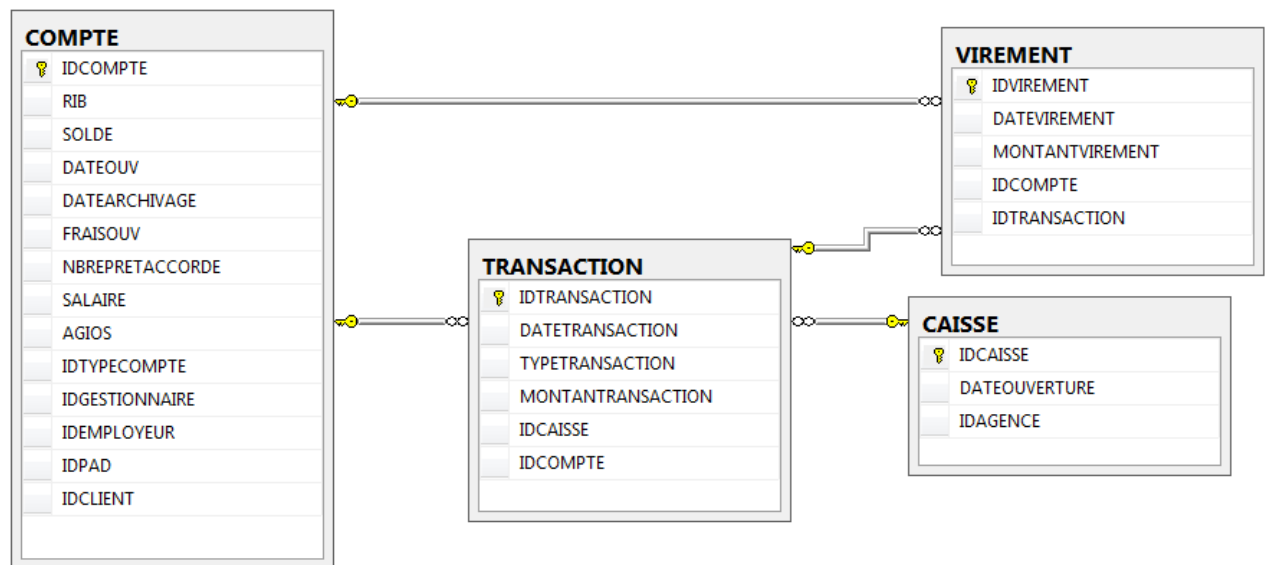 COMPTE
IDCOMPTE
RIB
SOLDE
DATEOUV
DATEARCHIVAGE
FRAISOUV
NBREPRETACCORDE
SALAIRE
AGIOS
IDTYPECOMPTE
IDGESTIONNAIRE
IDEMPLOYEUR
IDPAD
IDCLIENT
TRANSACTION
IDTRANSACTION
DATETRANSACTION
TYPETRANSACTION
MONTANTRANSACTION
IDCAISSE
IDCOMPTE
VIREMENT
IDVIREMENT
DATEVIREMENT
MONTANTVIREMENT
IDCOMPTE
IDTRANSACTION
CAISSE
IDCAISSE
DATEOUVERTURE
IDAGENCE